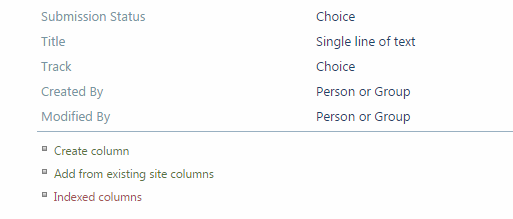 Submission Status Choice
Title Single line of text
Track Choice
Created By Person or Group
Modified By Person or Group
Create column
Add from existing site columns
Indexed columns